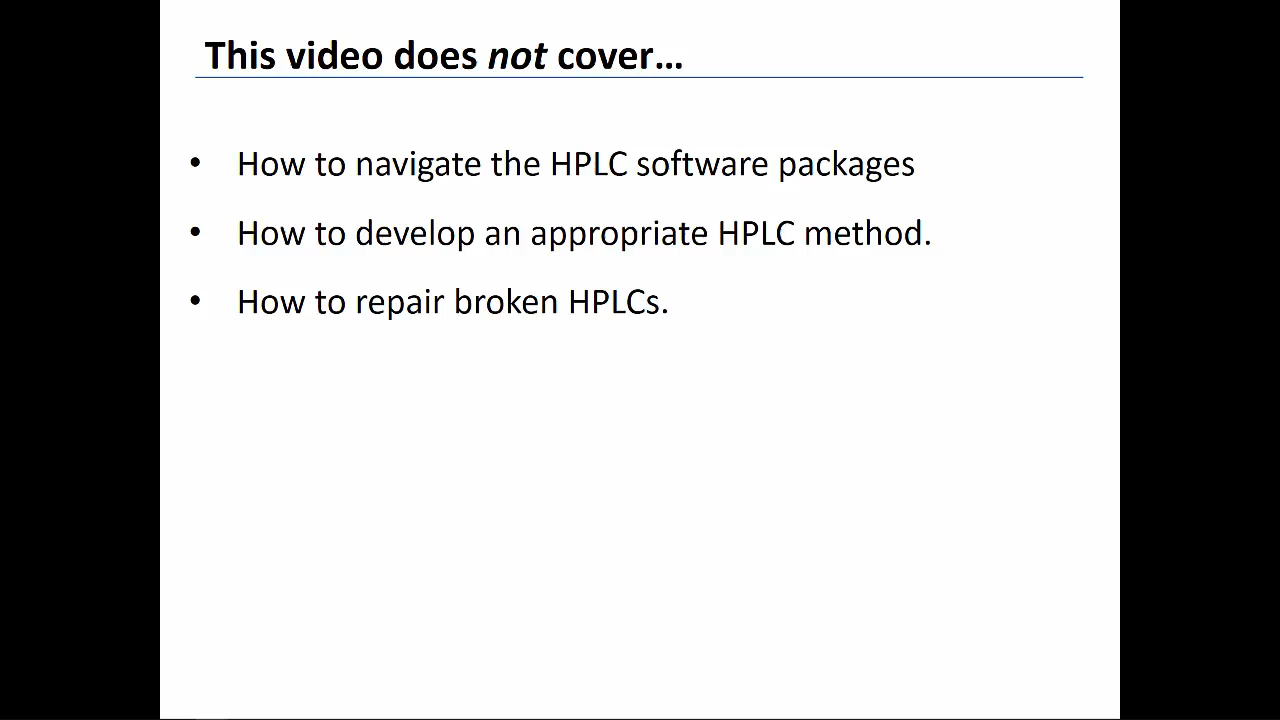 This video does not cover…
• How to navigate the HPLC software packages
• How to develop an appropriate HPLC method.
• How to repair broken HPLCs.